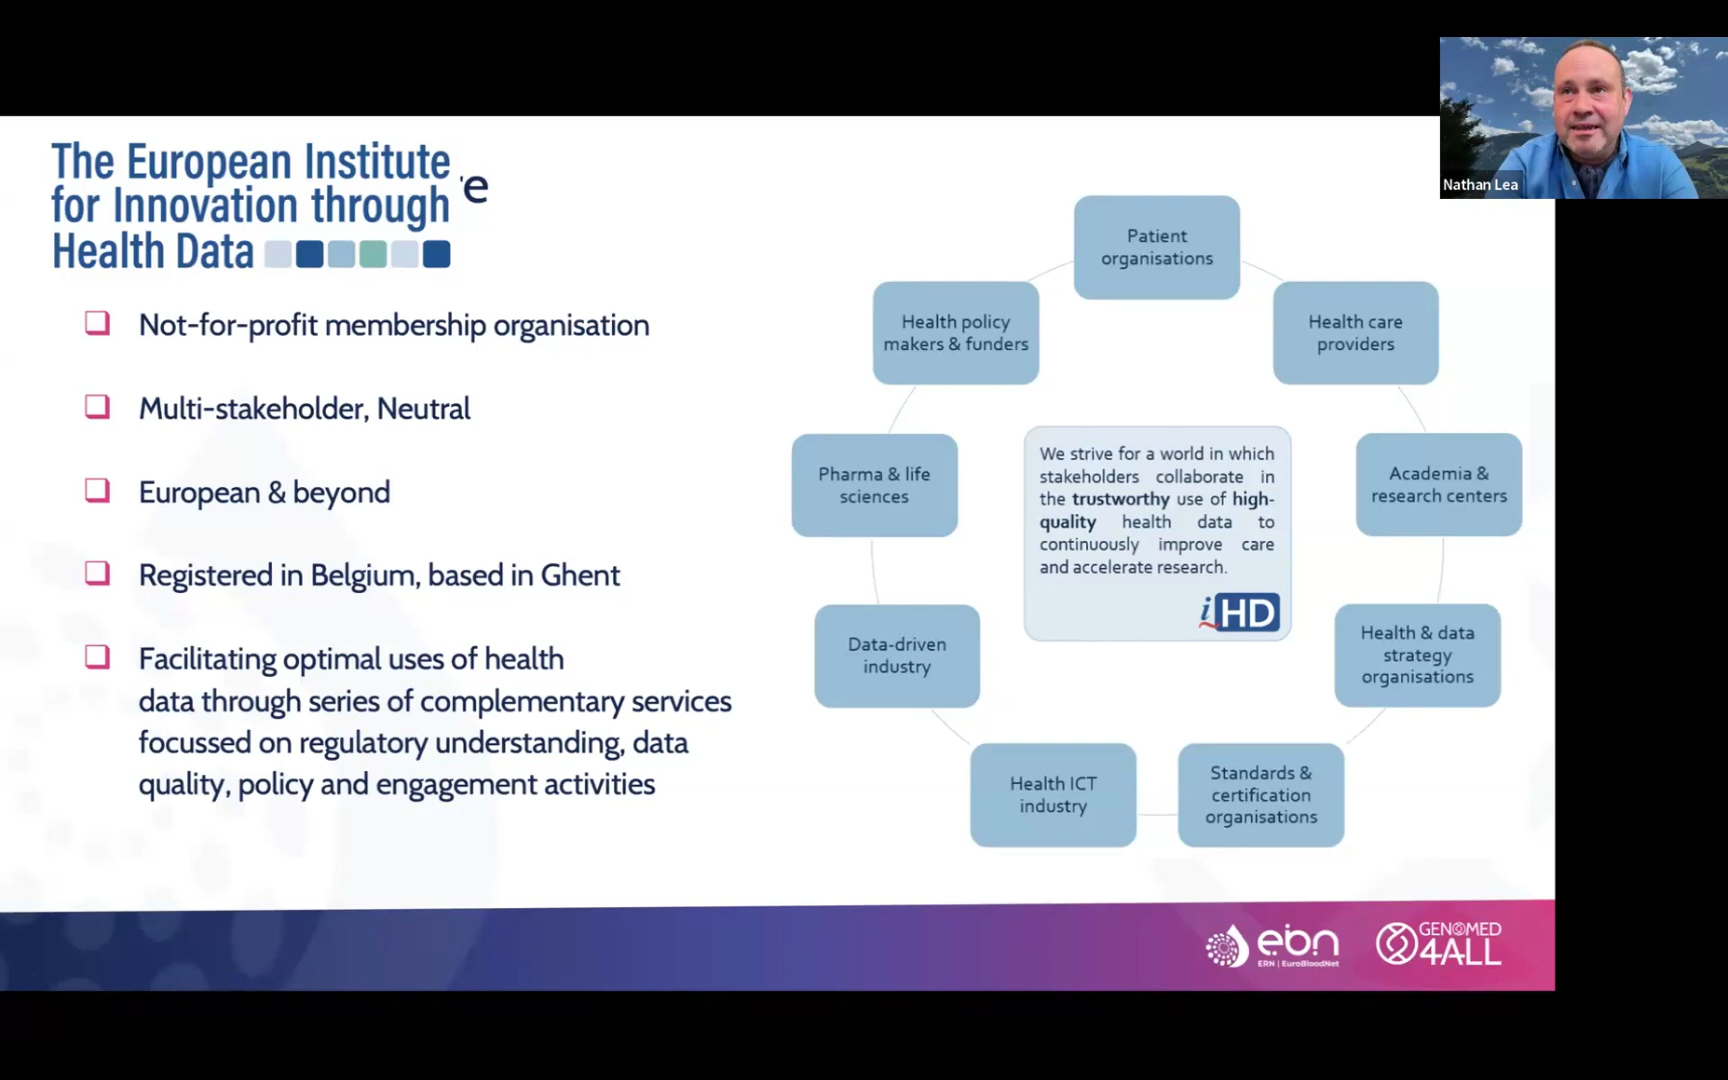 The European Institute
for Innovation through
Health Data
e
Not-for-profit membership organisation
Multi-stakeholder, Neutral
European & beyond
Registered in Belgium, based in Ghent
Facilitating optimal uses of health
data through series of complementary services
focussed on regulatory understanding, data
quality, policy and engagement activities
Patient
organisations
Health care
providers
Academia &
research centers
Health & data
strategy
organisations
Standards &
certification
organisations
Health ICT
industry
Data-driven
industry
Pharma & life
sciences
Health policy
makers & funders
We strive for a world in which
stakeholders collaborate in
the trustworthy use of high-
quality health data to
continuously improve care
and accelerate research.
iHD
Nathan Lea
ebn
ERN | EuroBloodNet
GENOMED
4ALL